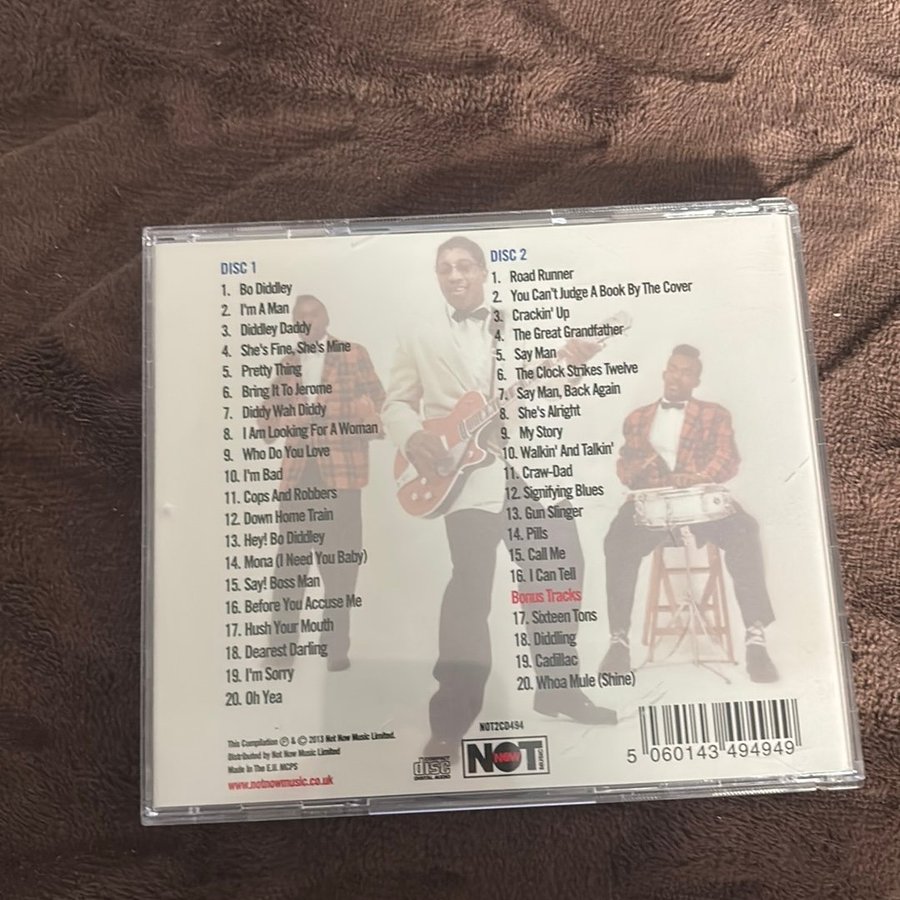 DISC 1
1. Bo Diddley
2. I'm A Man
3. Diddley Daddy
4. She's Fine, She's Mine
5. Pretty Thing
6. Bring It To Jerome
7. Diddy Wah Diddy
8. I Am Looking For A Woman
9. Who Do You Love
10. I'm Bad
11. Cops And Robbers
12. Down Home Train
13. Hey! Bo Diddley
14. Mona (I Need You Baby)
15. Say! Boss Man
16. Before You Accuse Me
17. Hush Your Mouth
18. Dearest Darling
19. I'm Sorry
20. Oh Yea
DISC 2
1. Road Runner
2. You Can't Judge A Book By The Cover
3. Crackin' Up
4. The Great Grandfather
5. Say Man
6. The Clock Strikes Twelve
7. Say Man, Back Again
8. She's Alright
9. My Story
10. Walkin' And Talkin'
11. Craw-Dad
12. Signifying Blues
13. Gun Slinger
14. Pills
15. Call Me
16. I Can Tell
Bonus Tracks
17. Sixteen Tons
18. Diddling
19. Cadillac
20. Whoa Mule (Shine)
This Compilation ℗ & © 2013 Not Now Music Limited.
Distributed by Not Now Music Limited
Made In The E.U. MCPS
www.notnowmusic.co.uk
COMPACT
disc
DIGITAL AUDIO
NOT2CD494
NOT
NOW
MUSIC
5 060143 494949